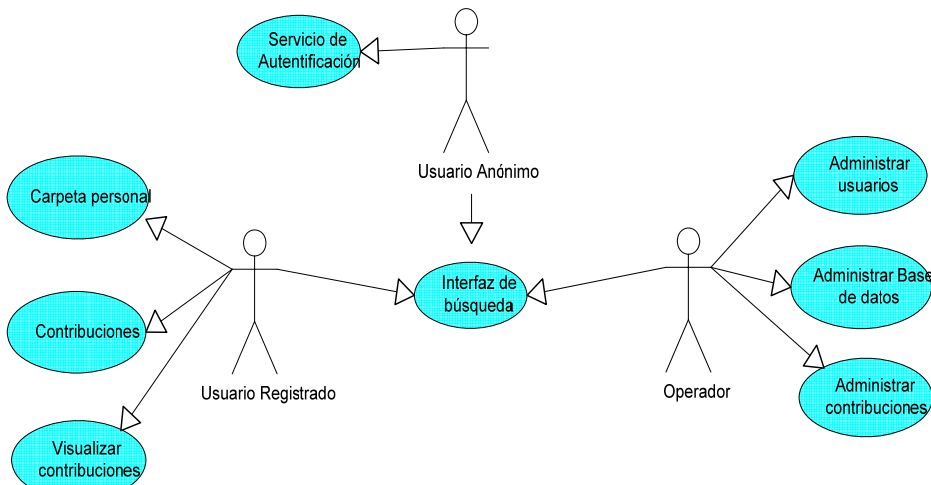 Servicio de
Autentificación
Usuario Anónimo
Carpeta personal
Administrar
usuarios
Interfaz de
búsqueda
Administrar Base
de datos
Contribuciones
Usuario Registrado
Operador
Administrar
contribuciones
Visualizar
contribuciones